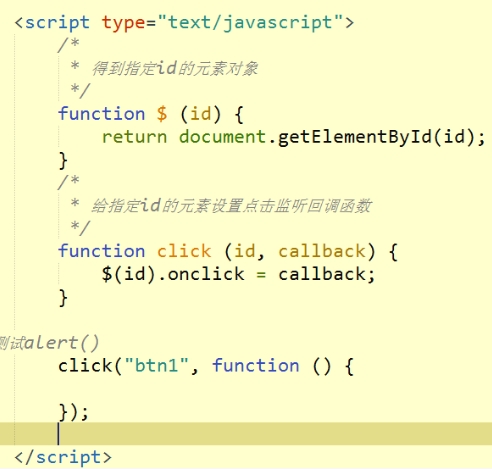 <script type="text/javascript">
/*
* 得到指定id的元素对象
*/
function $ (id) {
return document.getElementById(id);
}
/*
* 给指定id的元素设置点击监听回调函数
*/
function click (id, callback) {
$(id).onclick = callback;
}
测试alert()
click("btn1", function () {
});
</script>